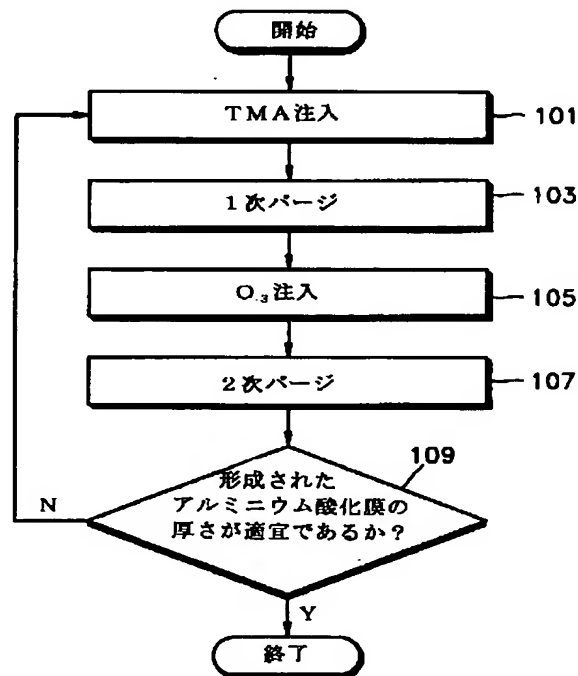 開始
TMA注入
101
1次パージ
103
O3注入
105
2次パージ
107
109
形成された
アルミニウム酸化膜の
厚さが適宜であるか?
N
Y
終了